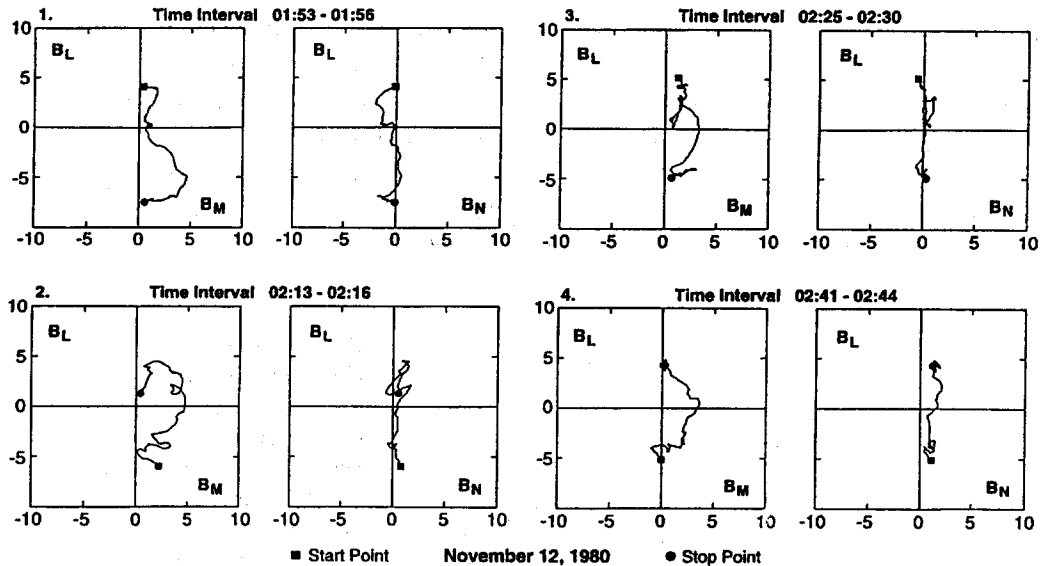 1. Time Interval 01:53 - 01:56
10 5 0 -5 -10
B_L B_M
-10 -5 0 5 10
B_L B_N
-10 -5 0 5 10
3. Time Interval 02:25 - 02:30
10 5 0 -5 -10
B_L B_M
-10 -5 0 5 10
B_L B_N
-10 -5 0 5 10
2. Time Interval 02:13 - 02:16
10 5 0 -5 -10
B_L B_M
-10 -5 0 5 10
B_L B_N
-10 -5 0 5 10
4. Time Interval 02:41 - 02:44
10 5 0 -5 -10
B_L B_M
-10 -5 0 5 10
B_L B_N
-10 -5 0 5 10
Start Point November 12, 1980 Stop Point